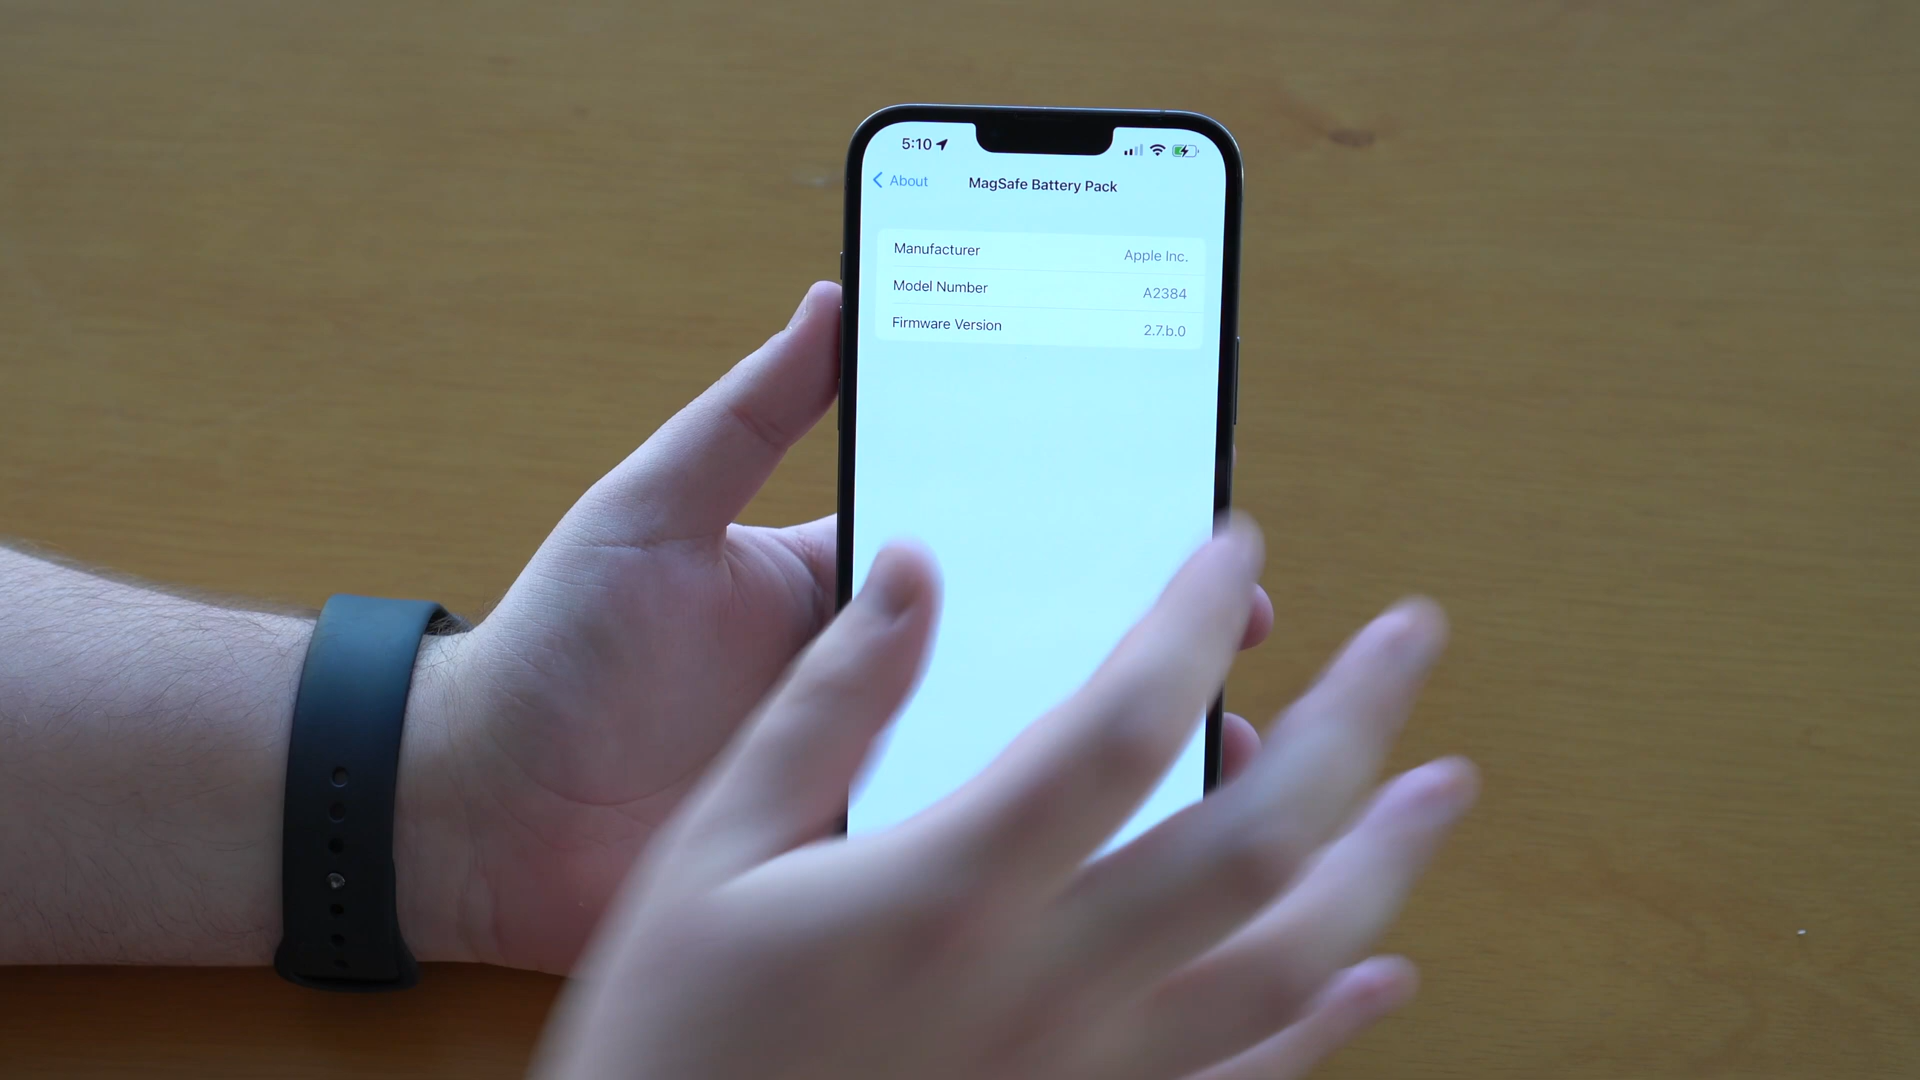 5:10
About
MagSafe Battery Pack
Manufacturer Apple Inc.
Model Number A2384
Firmware Version 2.7.b.0